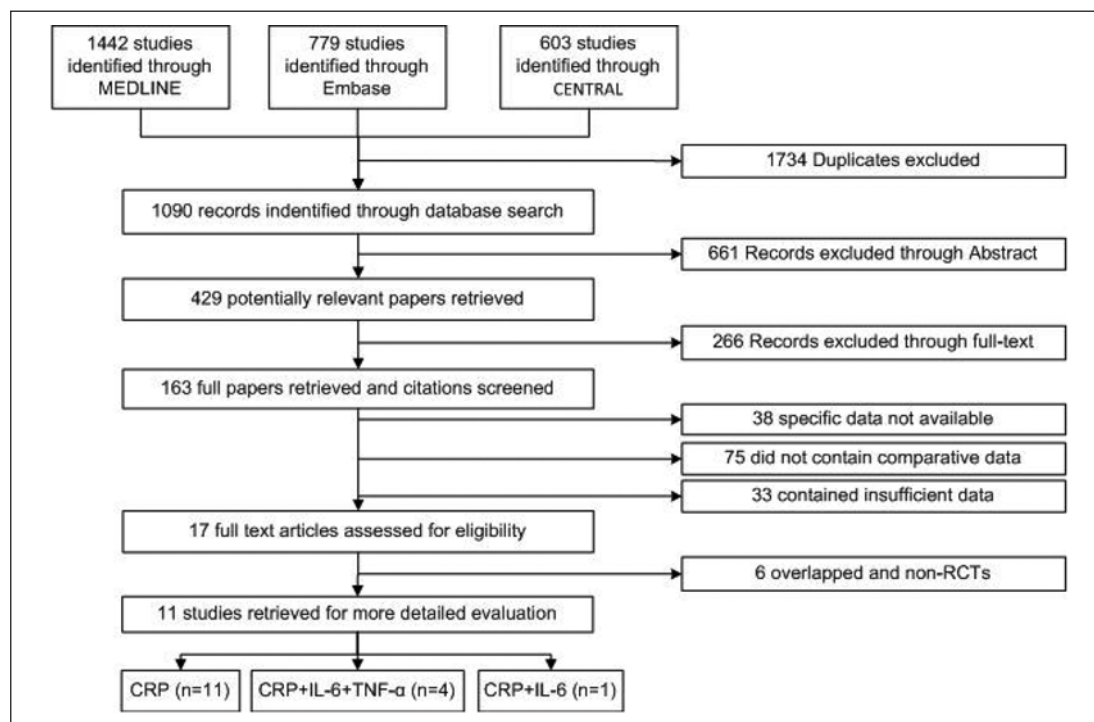 1442 studies
identified through
MEDLINE
779 studies
identified through
Embase
603 studies
identified through
CENTRAL
1734 Duplicates excluded
1090 records indentified through database search
661 Records excluded through Abstract
429 potentially relevant papers retrieved
266 Records excluded through full-text
163 full papers retrieved and citations screened
38 specific data not available
75 did not contain comparative data
33 contained insufficient data
17 full text articles assessed for eligibility
6 overlapped and non-RCTs
11 studies retrieved for more detailed evaluation
CRP (n=11)
CRP+IL-6+TNF-α (n=4)
CRP+IL-6 (n=1)